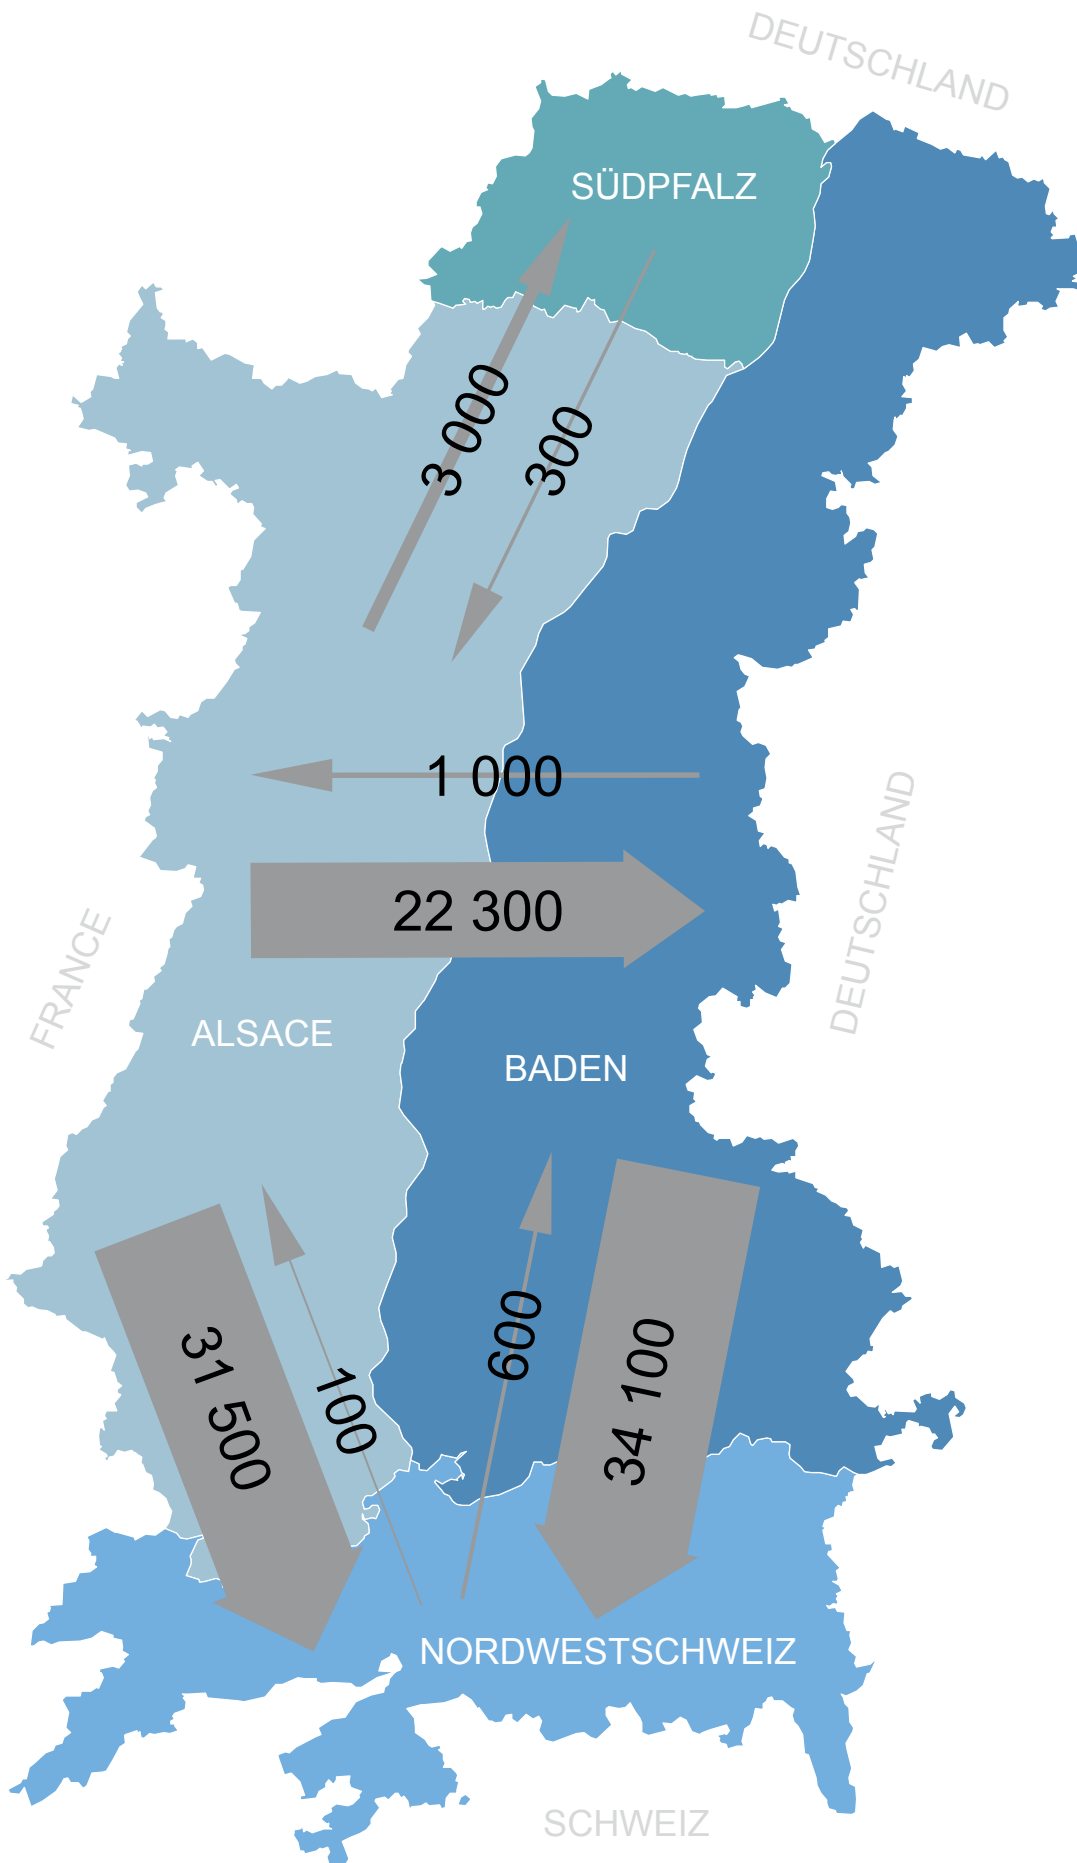 DEUTSCHLAND
SÜDPFALZ
3 000
300
1 000
22 300
FRANCE
DEUTSCHLAND
ALSACE
BADEN
31 500
100
600
34 100
NORDWESTSCHWEIZ
SCHWEIZ